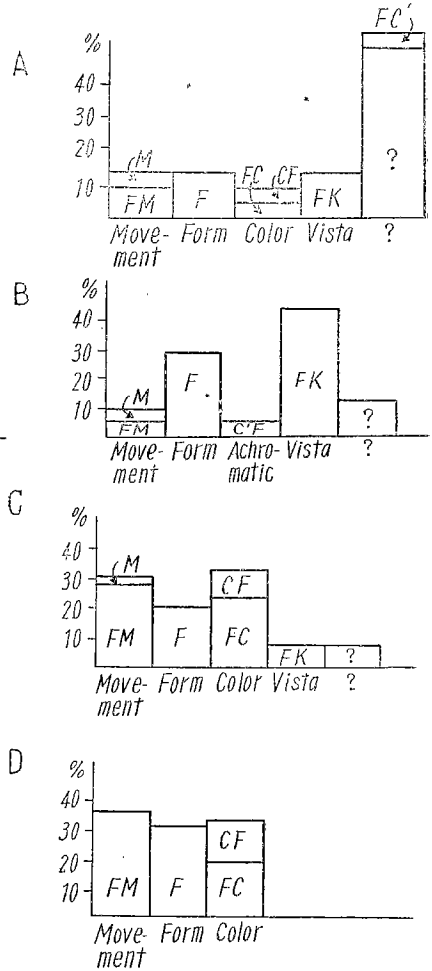 A
%
40
30
20
10
FC'
?
M
FM
F
FC CF
FK
Move- Form Color Vista ?
ment
B
%
40
30
20
10
M
FM
F
C'F
FK
?
Move- Form Achro- Vista ?
ment matic
C
%
40
30
20
10
M
FM
F
CF
FC
FK
?
Move- Form Color Vista ?
ment
D
%
40
30
20
10
FM
F
CF
FC
Move- Form Color
ment